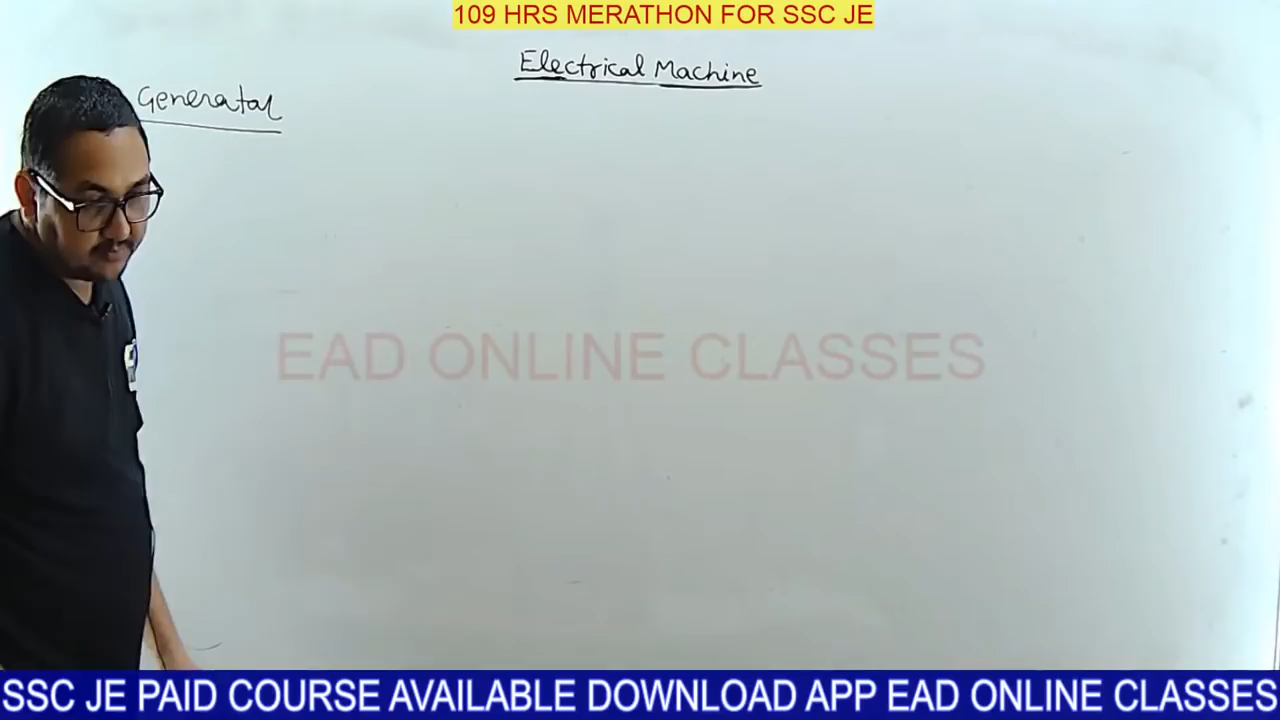 109 HRS MERATHON FOR SSC JE
Electrical Machine
Generator
EAD ONLINE CLASSES
SSC JE PAID COURSE AVAILABLE DOWNLOAD APP EAD ONLINE CLASSES